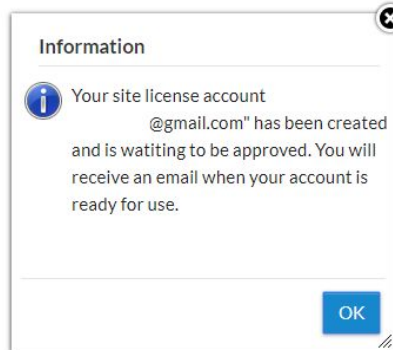 Information
Your site license account
@gmail.com" has been created
and is watiting to be approved. You will
receive an email when your account is
ready for use.
OK